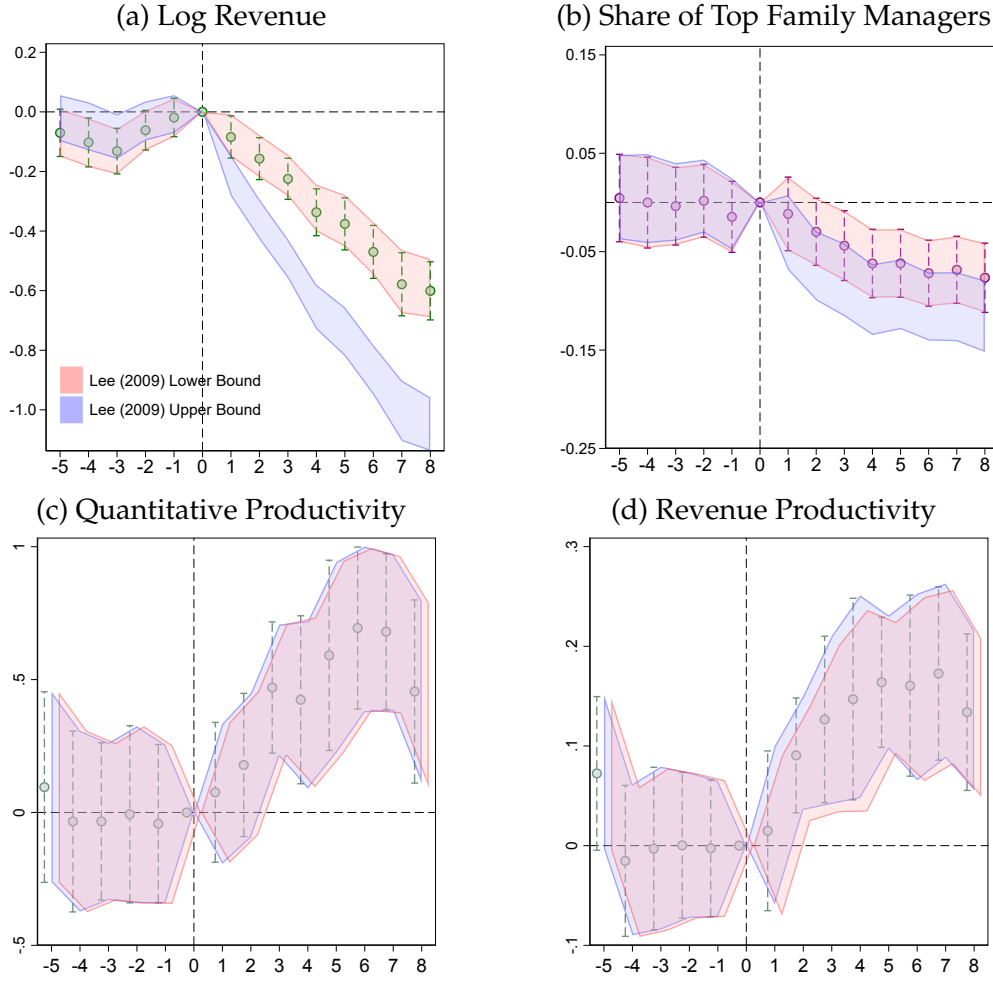 (a) Log Revenue
(b) Share of Top Family Managers
0.2
0.0
-0.2
-0.4
-0.6
-0.8
-1.0
Lee (2009) Lower Bound
Lee (2009) Upper Bound
-5 -4 -3 -2 -1 0 1 2 3 4 5 6 7 8
0.15
0.05
-0.05
-0.15
-0.25
-5 -4 -3 -2 -1 0 1 2 3 4 5 6 7 8
(c) Quantitative Productivity
(d) Revenue Productivity
1
.5
0
-.5
-5 -4 -3 -2 -1 0 1 2 3 4 5 6 7 8
.3
.2
.1
0
-.1
-5 -4 -3 -2 -1 0 1 2 3 4 5 6 7 8